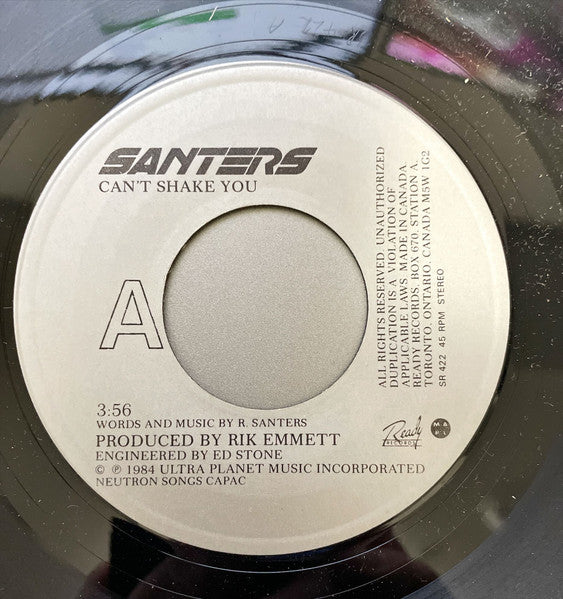 SANTERS
CAN'T SHAKE YOU
A
3:56
WORDS AND MUSIC BY R. SANTERS
PRODUCED BY RIK EMMETT
ENGINEERED BY ED STONE
© ℗ 1984 ULTRA PLANET MUSIC INCORPORATED
NEUTRON SONGS CAPAC
ALL RIGHTS RESERVED. UNAUTHORIZED
DUPLICATION IS A VIOLATION OF
APPLICABLE LAWS MADE IN CANADA
READY RECORDS, BOX 670, STATION A,
TORONTO, ONTARIO, CANADA M5W 1G2
SR 422 45 RPM STEREO
Ready
RECORDS
M A
P L